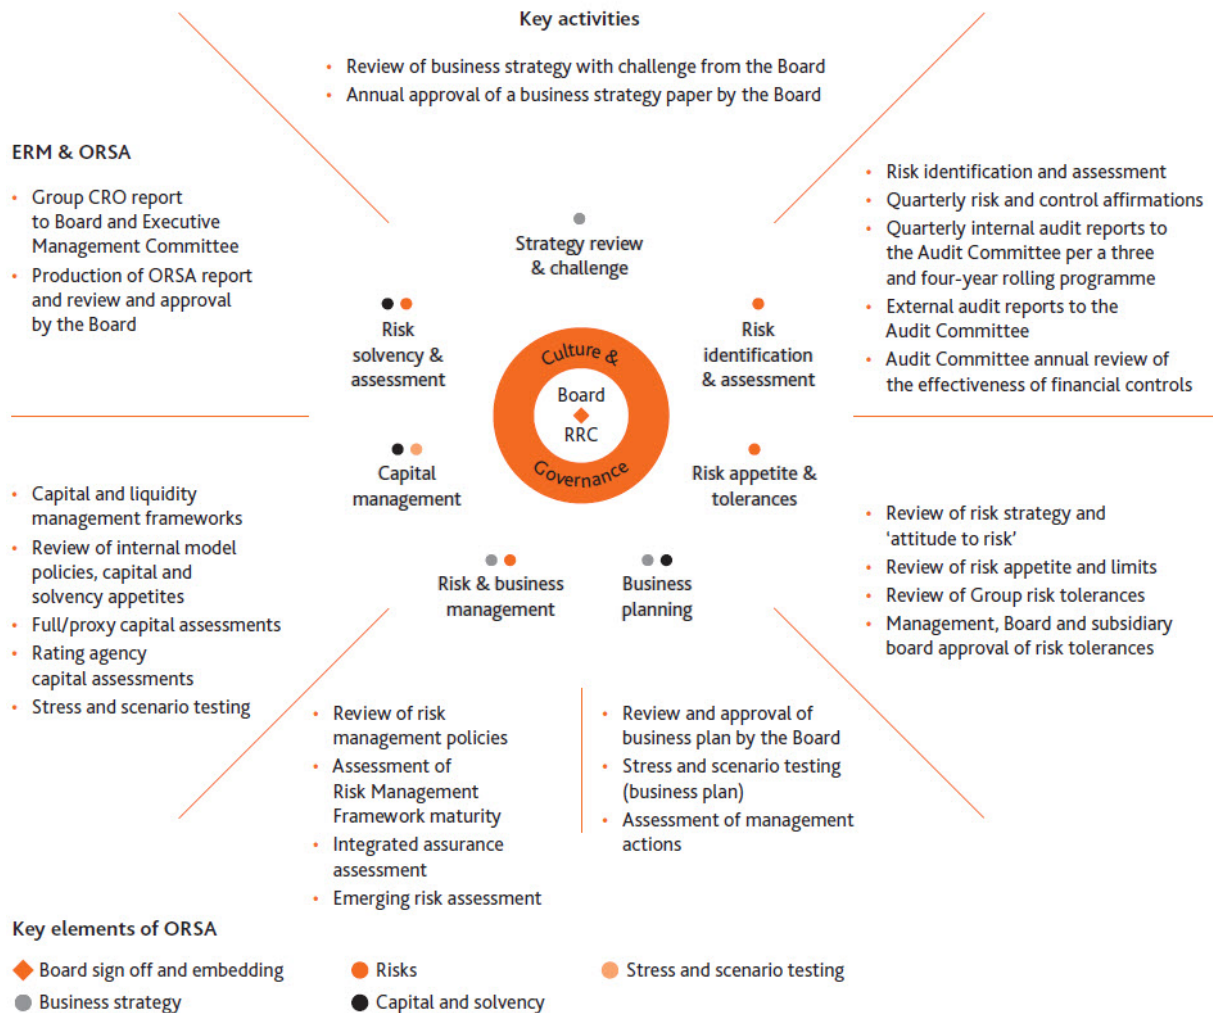 Key activities
• Review of business strategy with challenge from the Board
• Annual approval of a business strategy paper by the Board
ERM & ORSA
• Group CRO report
to Board and Executive
Management Committee
• Production of ORSA report
and review and approval
by the Board
• Risk identification and assessment
• Quarterly risk and control affirmations
• Quarterly internal audit reports to
the Audit Committee per a three
and four-year rolling programme
• External audit reports to the
Audit Committee
• Audit Committee annual review of
the effectiveness of financial controls
Strategy review
& challenge
Risk
solvency &
assessment
Risk
identification
& assessment
Culture &
Board
RRC
Governance
Capital
management
Risk appetite &
tolerances
Risk & business
management
Business
planning
• Capital and liquidity
management frameworks
• Review of internal model
policies, capital and
solvency appetites
• Full/proxy capital assessments
• Rating agency
capital assessments
• Stress and scenario testing
• Review of risk strategy and
‘attitude to risk’
• Review of risk appetite and limits
• Review of Group risk tolerances
• Management, Board and subsidiary
board approval of risk tolerances
• Review of risk
management policies
• Assessment of
Risk Management
Framework maturity
• Integrated assurance
assessment
• Emerging risk assessment
• Review and approval of
business plan by the Board
• Stress and scenario testing
(business plan)
• Assessment of management
actions
Key elements of ORSA
Board sign off and embedding
Risks
Stress and scenario testing
Business strategy
Capital and solvency